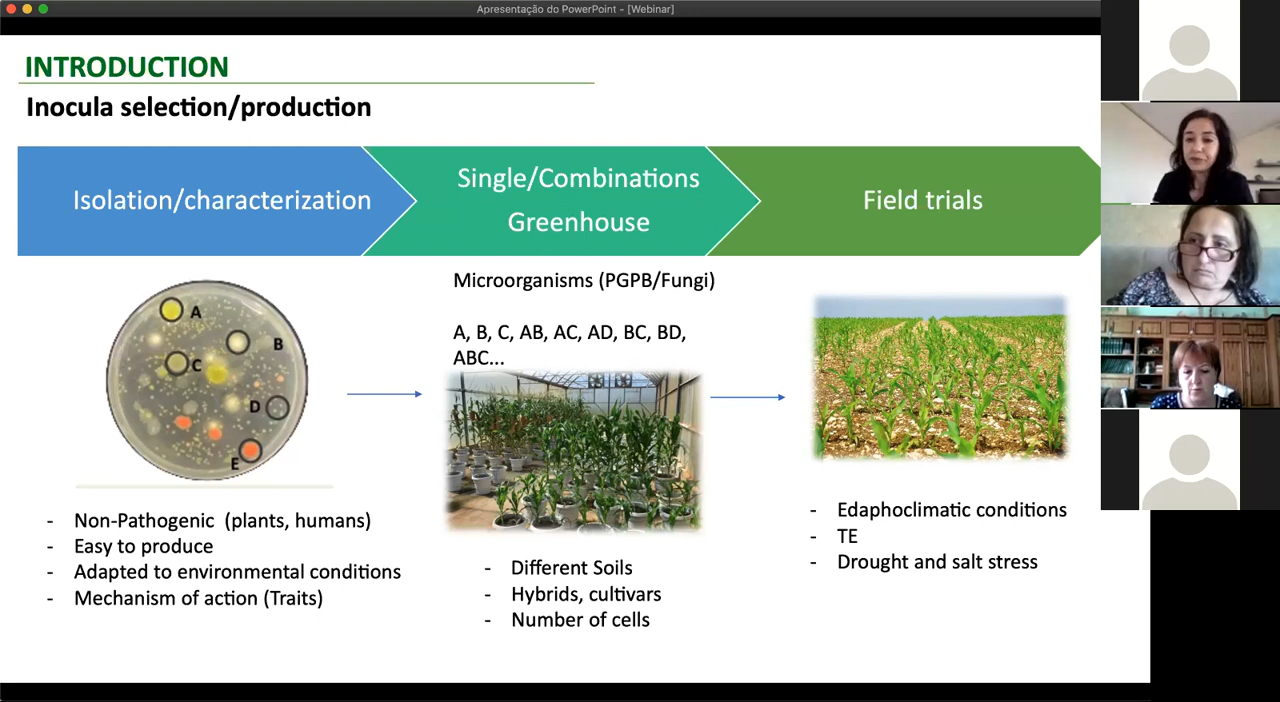 Apresentação do PowerPoint - [Webinar]
INTRODUCTION
Inocula selection/production
Isolation/characterization
Single/Combinations
Greenhouse
Field trials
A
B
C
D
E
- Non-Pathogenic (plants, humans)
- Easy to produce
- Adapted to environmental conditions
- Mechanism of action (Traits)
Microorganisms (PGPB/Fungi)
A, B, C, AB, AC, AD, BC, BD,
ABC...
- Different Soils
- Hybrids, cultivars
- Number of cells
- Edaphoclimatic conditions
- TE
- Drought and salt stress